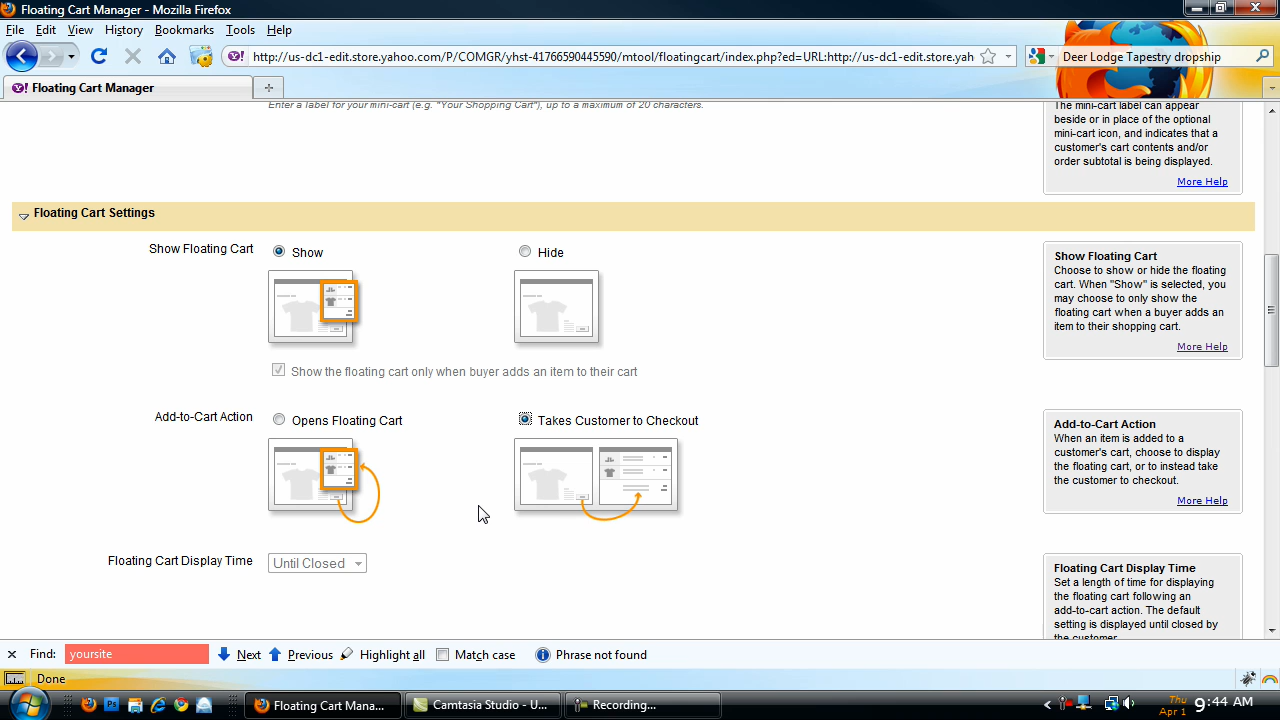 Floating Cart Manager - Mozilla Firefox
File Edit View History Bookmarks Tools Help
http://us-dc1-edit.store.yahoo.com/P/COMGR/yhst-41766590445590/mtool/floatingcart/index.php?ed=URL:http://us-dc1-edit.store.yah
Deer Lodge Tapestry dropship
Floating Cart Manager
Enter a label for your mini-cart (e.g. "Your Shopping Cart"), up to a maximum of 20 characters.
The mini-cart label can appear
beside or in place of the optional
mini-cart icon, and indicates that a
customer's cart contents and/or
order subtotal is being displayed.
More Help
Floating Cart Settings
Show Floating Cart
Show
Hide
Show the floating cart only when buyer adds an item to their cart
Show Floating Cart
Choose to show or hide the floating
cart. When "Show" is selected, you
may choose to only show the
floating cart when a buyer adds an
item to their shopping cart.
More Help
Add-to-Cart Action
Opens Floating Cart
Takes Customer to Checkout
Add-to-Cart Action
When an item is added to a
customer's cart, choose to display
the floating cart, or to instead take
the customer to checkout.
More Help
Floating Cart Display Time
Until Closed
Floating Cart Display Time
Set a length of time for displaying
the floating cart following an
add-to-cart action. The default
setting is displayed until closed by
the customer.
Find: yoursite Next Previous Highlight all Match case Phrase not found
Done
Floating Cart Mana...
Camtasia Studio - U...
Recording...
Thu
Apr 1
9:44 AM